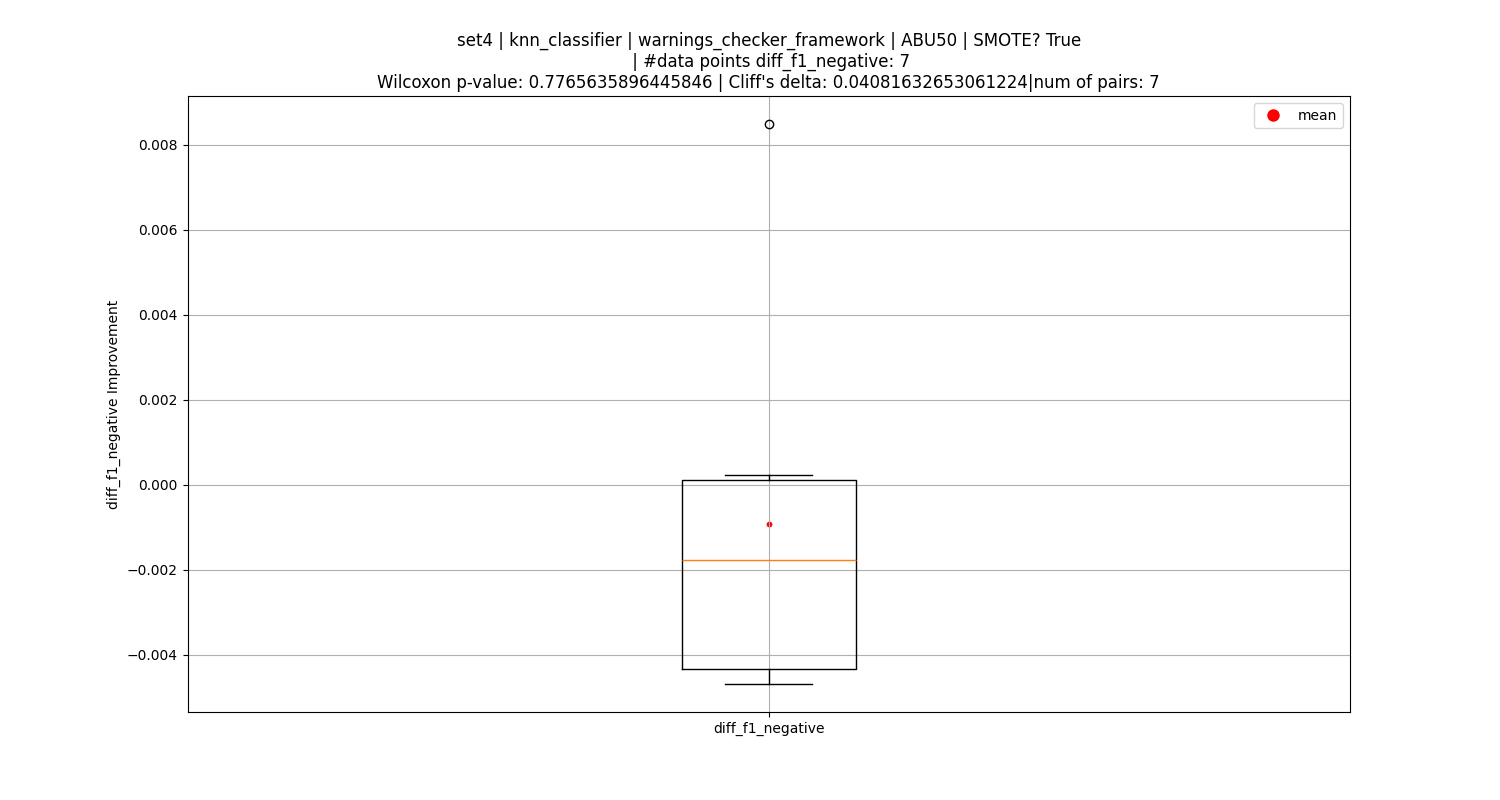 set4 | knn_classifier | warnings_checker_framework | ABU50 | SMOTE? True
| #data points diff_f1_negative: 7
Wilcoxon p-value: 0.7765635896445846 | Cliff's delta: 0.04081632653061224|num of pairs: 7
mean
0.008
0.006
0.004
0.002
0.000
−0.002
−0.004
diff_f1_negative Improvement
diff_f1_negative